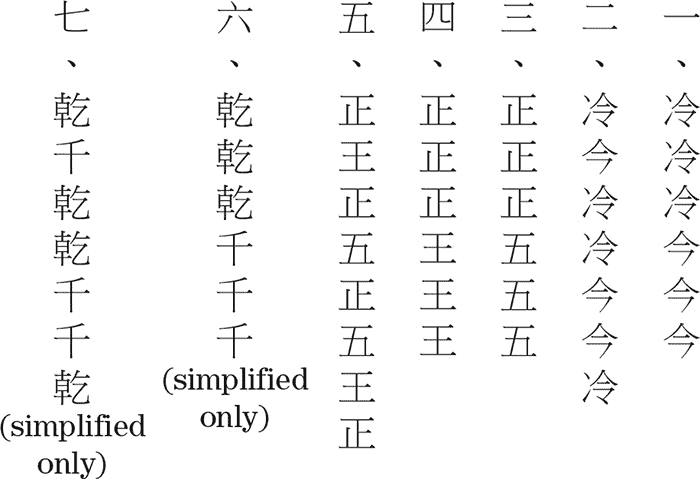 一、冷冷今今今
二、冷今冷冷今今冷
三、正正正五五五
四、正正正王王王
五、正王正五正五王正
六、乾乾乾千千千(simplified only)
七、乾千乾乾千千乾(simplified only)